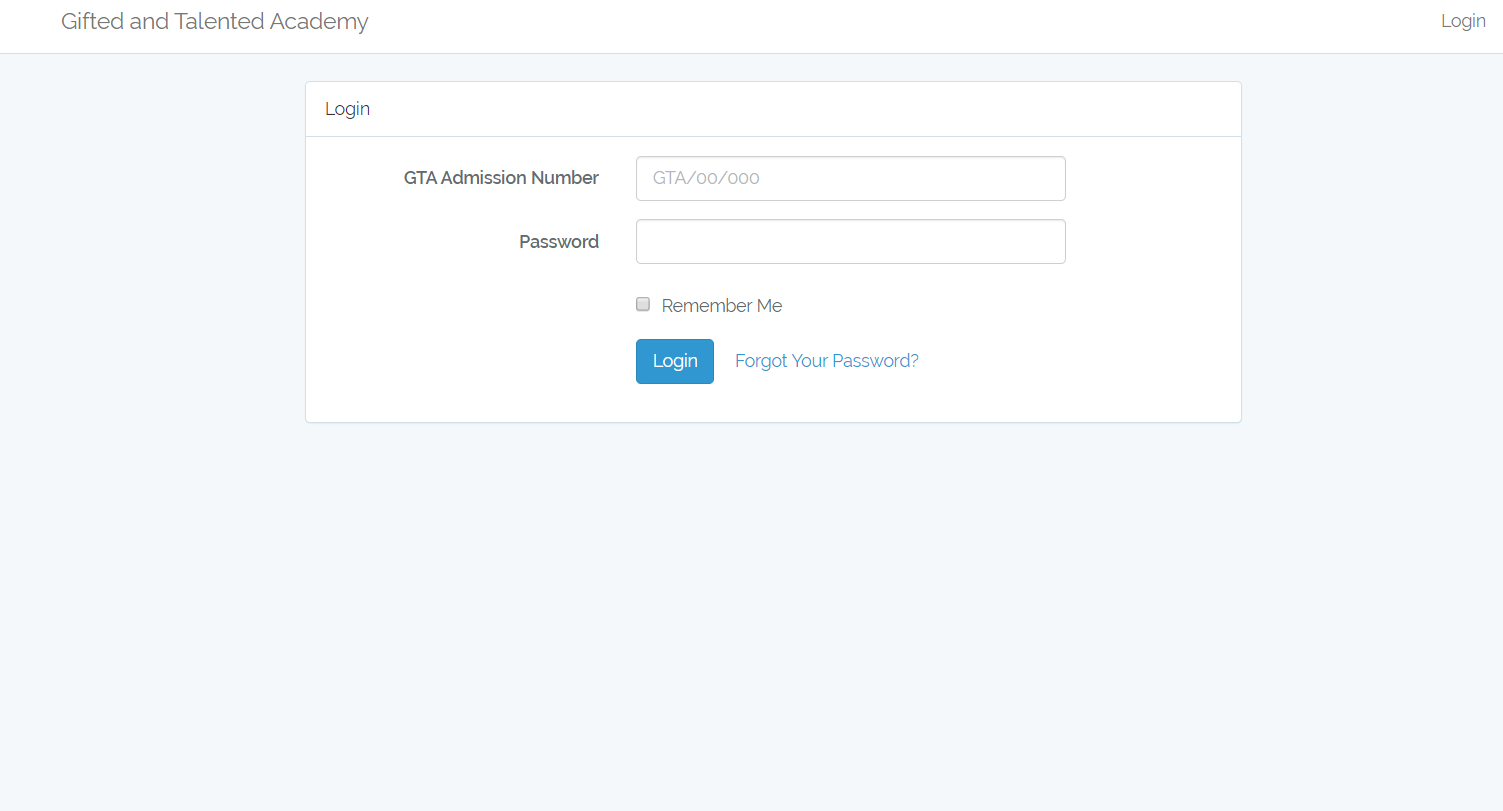 Gifted and Talented Academy
Login
Login
GTA Admission Number
GTA/00/000
Password
Remember Me
Login
Forgot Your Password?